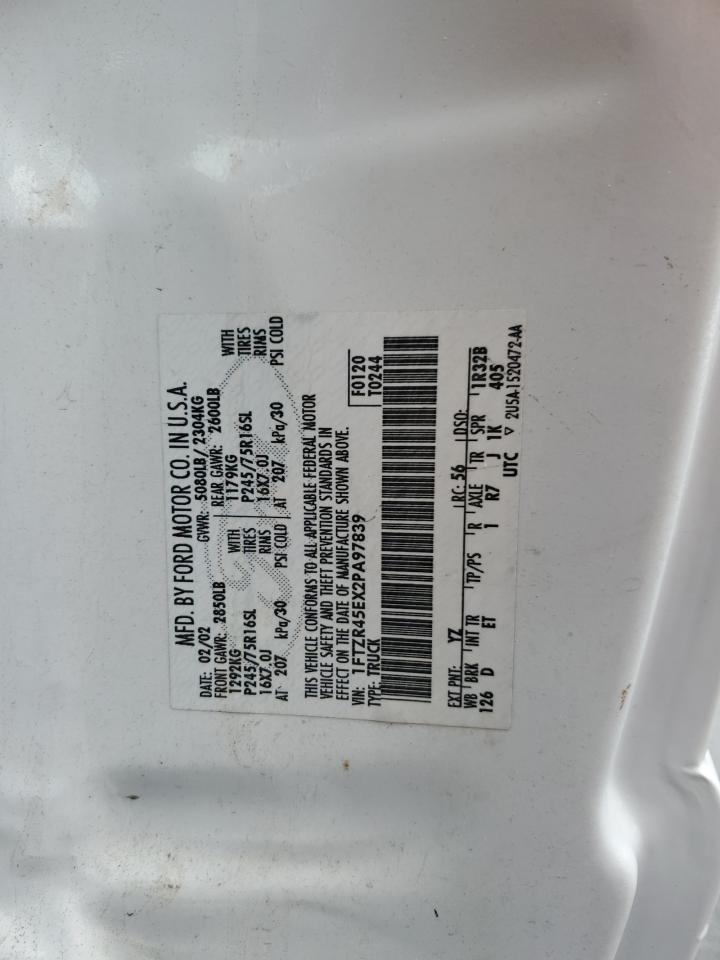 MFD. BY FORD MOTOR CO. IN U.S.A.
DATE: 02/02 GVWR: 5080LB/ 2304KG
FRONT GAWR: 2850LB REAR GAWR: 2600LB
1292KG WITH 1179KG WITH
P245/75R16SL TIRES P245/75R16SL TIRES
16X7.0J RIMS 16X7.0J RIMS
AT 207 kPa/30 PSI COLD AT 207 kPa/30 PSI COLD
THIS VEHICLE CONFORMS TO ALL APPLICABLE FEDERAL MOTOR
VEHICLE SAFETY AND THEFT PREVENTION STANDARDS IN
EFFECT ON THE DATE OF MANUFACTURE SHOWN ABOVE.
VIN: 1FTZR45EX2PA97839 F0120
TYPE: TRUCK T0244
EXT PNT: YZ RC: 56 DSO:
WB BRK INT TR TP/PS R AXLE TR SPR 1R32B
126 D ET 1 R7 J 1K 405
UTC ▽ 2U5A-1520472-AA